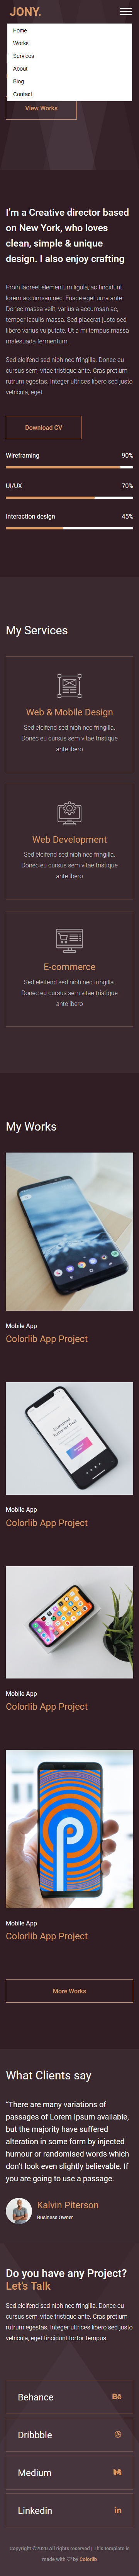 JONY.
Home
Works
Services
About
Blog
Contact
View Works
I'm a Creative director based
on New York, who loves
clean, simple & unique
design. I also enjoy crafting
Proin laoreet elementum ligula, ac tincidunt
lorem accumsan nec. Fusce eget urna ante.
Donec massa velit, varius a accumsan ac,
tempor iaculis massa. Sed placerat justo sed
libero varius vulputate. Ut a mi tempus massa
malesuada fermentum.
Sed eleifend sed nibh nec fringilla. Donec eu
cursus sem, vitae tristique ante. Cras pretium
rutrum egestas. Integer ultrices libero sed justo
vehicula, eget
Download CV
Wireframing 90%
UI/UX 70%
Interaction design 45%
My Services
Web & Mobile Design
Sed eleifend sed nibh nec fringilla.
Donec eu cursus sem vitae tristique
ante ibero
Web Development
Sed eleifend sed nibh nec fringilla.
Donec eu cursus sem vitae tristique
ante ibero
E-commerce
Sed eleifend sed nibh nec fringilla.
Donec eu cursus sem vitae tristique
ante ibero
My Works
Mobile App
Colorlib App Project
Mobile App
Colorlib App Project
Mobile App
Colorlib App Project
Mobile App
Colorlib App Project
More Works
What Clients say
"There are many variations of
passages of Lorem Ipsum available,
but the majority have suffered
alteration in some form by injected
humour or randomised words which
don't look even slightly believable. If
you are going to use a passage.
Kalvin Piterson
Business Owner
Do you have any Project?
Let's Talk
Sed eleifend sed nibh nec fringilla. Donec eu
cursus sem, vitae tristique ante. Cras pretium
rutrum egestas. Integer ultrices libero sed justo
vehicula, eget tincidunt tortor tempus.
Behance
Dribbble
Medium
Linkedin
Copyright ©2020 All rights reserved | This template is
made with ♡ by Colorlib